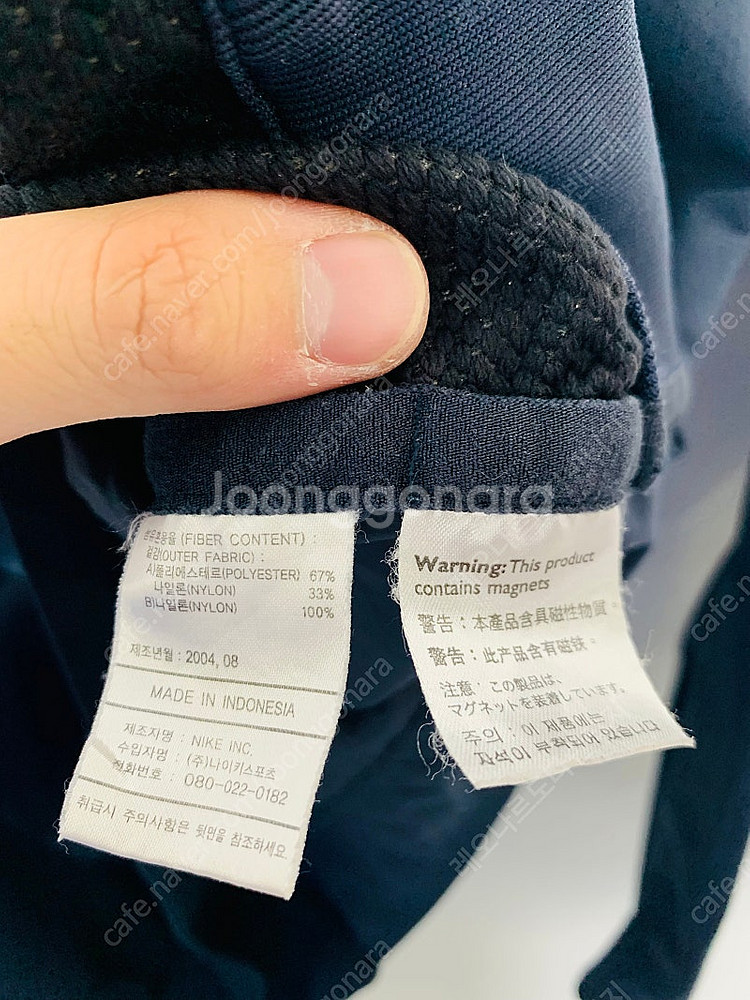 Joonggonara
섬유혼용율 (FIBER CONTENT) :
겉감(OUTER FABRIC) :
A)폴리에스테르(POLYESTER) 67%
나일론(NYLON) 33%
B)나일론(NYLON) 100%
제조년월 : 2004, 08
MADE IN INDONESIA
제조자명 : NIKE INC.
수입자명 : (주)나이키스포츠
전화번호 : 080-022-0182
취급시 주의사항은 뒷면을 참조하세요.
Warning: This product
contains magnets
警告：本產品含具磁性物質。
警告：此产品含有磁铁。
注意：この製品は、
マグネットを装着しています。
주의 : 이 제품에는
자석이 부착되어 있습니다
cafe.naver.com/joonggonara